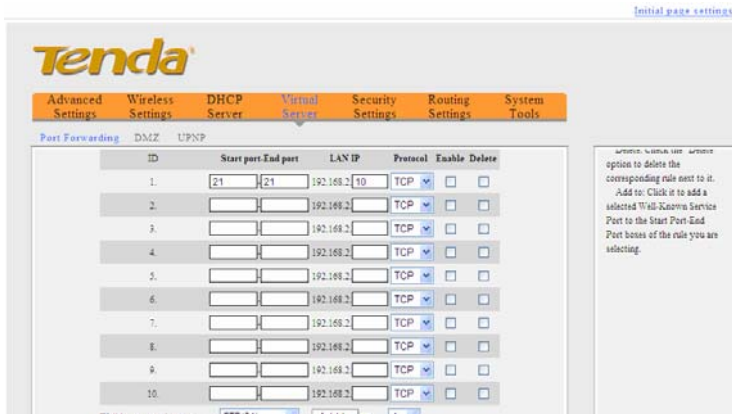 Initial page settings
Tenda
Advanced Settings Wireless Settings DHCP Server Virtual Server Security Settings Routing Settings System Tools
Port Forwarding DMZ UPNP
ID Start port-End port LAN IP Protocol Enable Delete
1. 21 - 21 192.168.2. 10 TCP
2. - 192.168.2. TCP
3. - 192.168.2. TCP
4. - 192.168.2. TCP
5. - 192.168.2. TCP
6. - 192.168.2. TCP
7. - 192.168.2. TCP
8. - 192.168.2. TCP
9. - 192.168.2. TCP
10. - 192.168.2. TCP
option to delete the
corresponding rule next to it.
Add to: Click it to add a
selected Well-Known Service
Port to the Start Port-End
Port boxes of the rule you are
selecting.